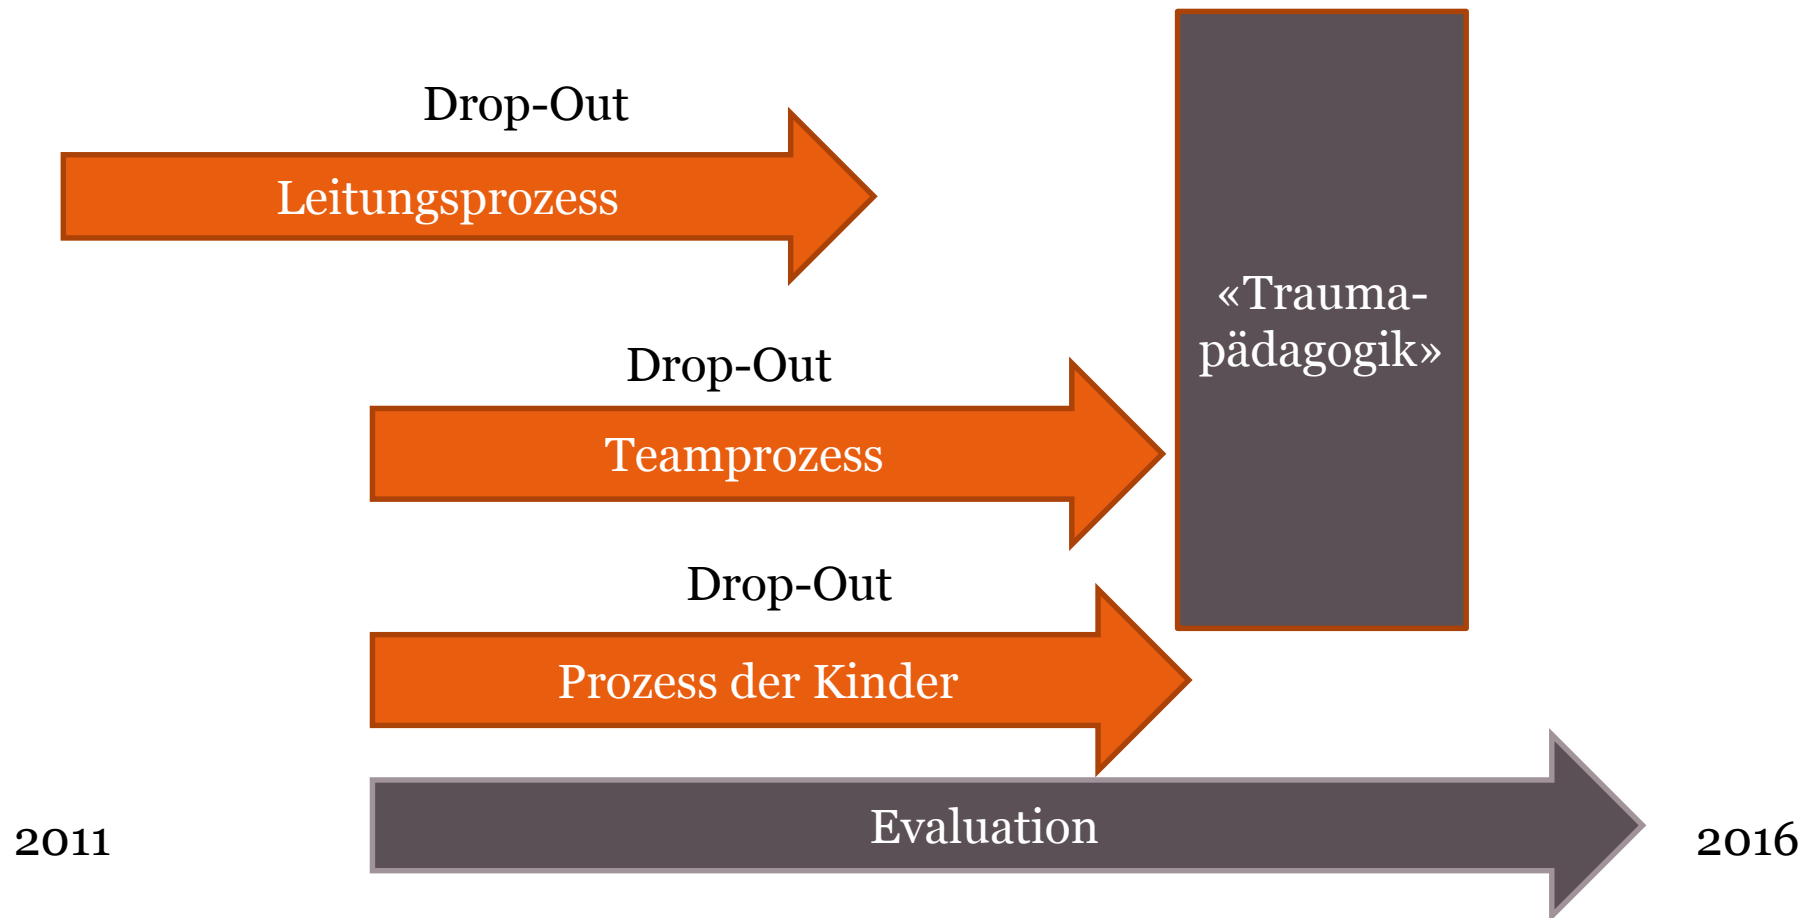 Drop-Out
Leitungsprozess
«Trauma-
pädagogik»
Drop-Out
Teamprozess
Drop-Out
Prozess der Kinder
Evaluation
2011
2016